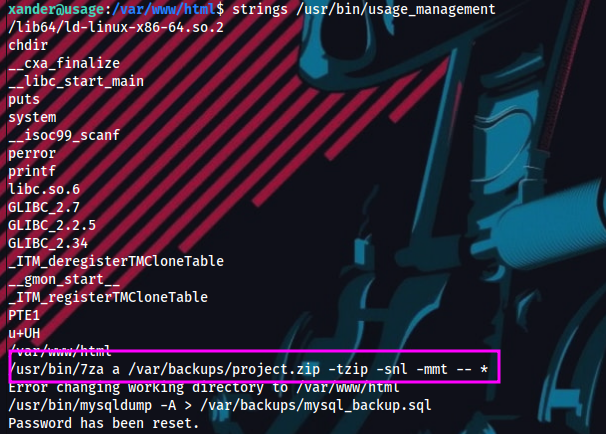 xander@usage:/var/www/html$ strings /usr/bin/usage_management
/lib64/ld-linux-x86-64.so.2
chdir
__cxa_finalize
__libc_start_main
puts
system
__isoc99_scanf
perror
printf
libc.so.6
GLIBC_2.7
GLIBC_2.2.5
GLIBC_2.34
_ITM_deregisterTMCloneTable
__gmon_start__
_ITM_registerTMCloneTable
PTE1
u+UH
/var/www/html
/usr/bin/7za a /var/backups/project.zip -tzip -snl -mmt -- *
Error changing working directory to /var/www/html
/usr/bin/mysqldump -A > /var/backups/mysql_backup.sql
Password has been reset.